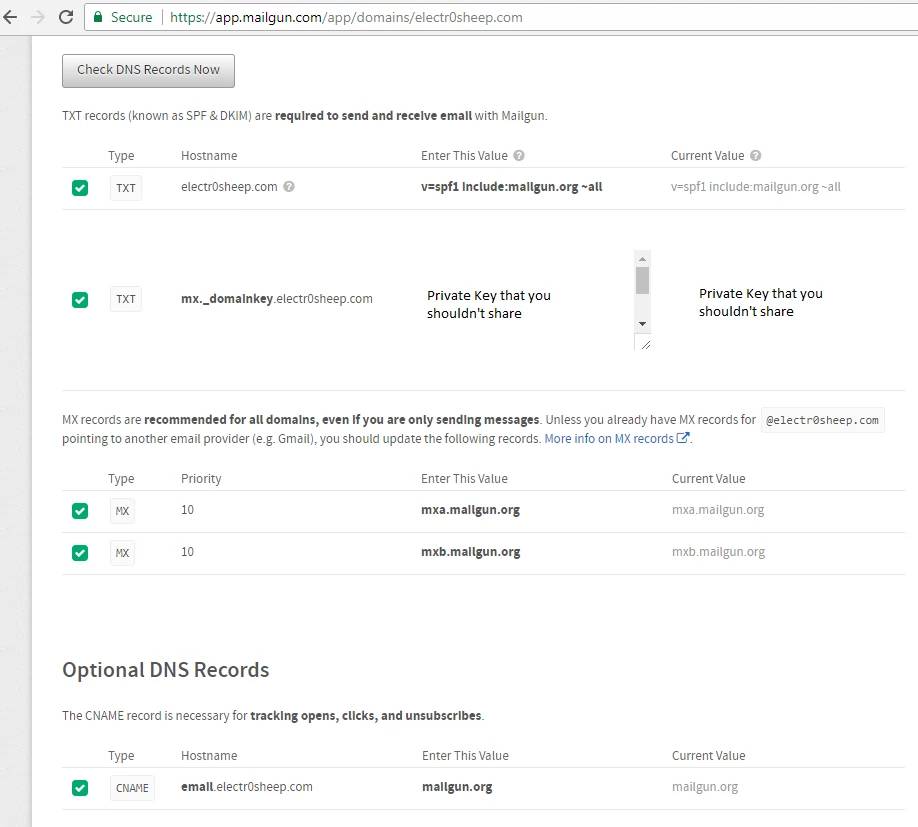 Secure https://app.mailgun.com/app/domains/electr0sheep.com
Check DNS Records Now
TXT records (known as SPF & DKIM) are required to send and receive email with Mailgun.
Type Hostname Enter This Value ? Current Value ?
TXT electr0sheep.com ? v=spf1 include:mailgun.org ~all v=spf1 include:mailgun.org ~all
TXT mx._domainkey.electr0sheep.com Private Key that you shouldn't share Private Key that you shouldn't share
MX records are recommended for all domains, even if you are only sending messages. Unless you already have MX records for @electr0sheep.com
pointing to another email provider (e.g. Gmail), you should update the following records. More info on MX records.
Type Priority Enter This Value Current Value
MX 10 mxa.mailgun.org mxa.mailgun.org
MX 10 mxb.mailgun.org mxb.mailgun.org
Optional DNS Records
The CNAME record is necessary for tracking opens, clicks, and unsubscribes.
Type Hostname Enter This Value Current Value
CNAME email.electr0sheep.com mailgun.org mailgun.org